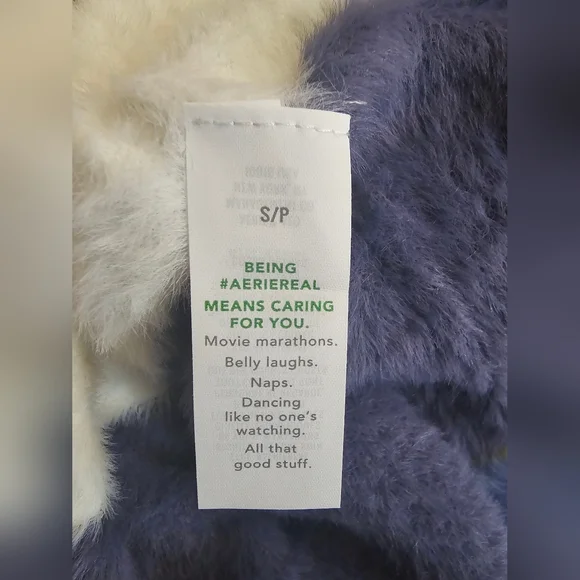 S/P
BEING
#AERIEREAL
MEANS CARING
FOR YOU.
Movie marathons.
Belly laughs.
Naps.
Dancing
like no one's
watching.
All that
good stuff.